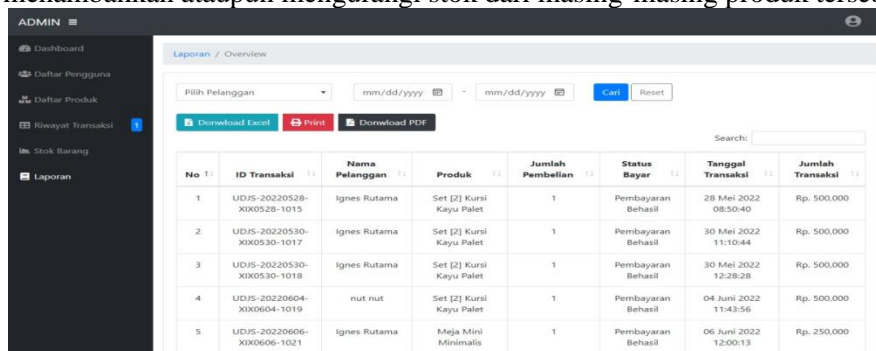 menambahkan ataupun mengurangi stok dari masing-masing produk terse
ADMIN
Dashboard
Daftar Pengguna
Daftar Produk
Riwayat Transaksi 1
Stok Barang
Laporan
Laporan / Overview
Pilih Pelanggan mm/dd/yyyy - mm/dd/yyyy Cari Reset
Donwload Excel Print Donwload PDF
Search:
No ID Transaksi Nama Pelanggan Produk Jumlah Pembelian Status Bayar Tanggal Transaksi Jumlah Transaksi
1 UDJS-20220528-XIX0528-1015 Ignes Rutama Set [2] Kursi Kayu Palet 1 Pembayaran Behasil 28 Mei 2022 08:50:40 Rp. 500,000
2 UDJS-20220530-XIX0530-1017 Ignes Rutama Set [2] Kursi Kayu Palet 1 Pembayaran Behasil 30 Mei 2022 11:10:44 Rp. 500,000
3 UDJS-20220530-XIX0530-1018 Ignes Rutama Set [2] Kursi Kayu Palet 1 Pembayaran Behasil 30 Mei 2022 12:28:28 Rp. 500,000
4 UDJS-20220604-XIX0604-1019 nut nut Set [2] Kursi Kayu Palet 1 Pembayaran Behasil 04 Juni 2022 11:43:56 Rp. 500,000
5 UDJS-20220606-XIX0606-1021 Ignes Rutama Meja Mini Minimalis 1 Pembayaran Behasil 06 Juni 2022 12:00:13 Rp. 250,000